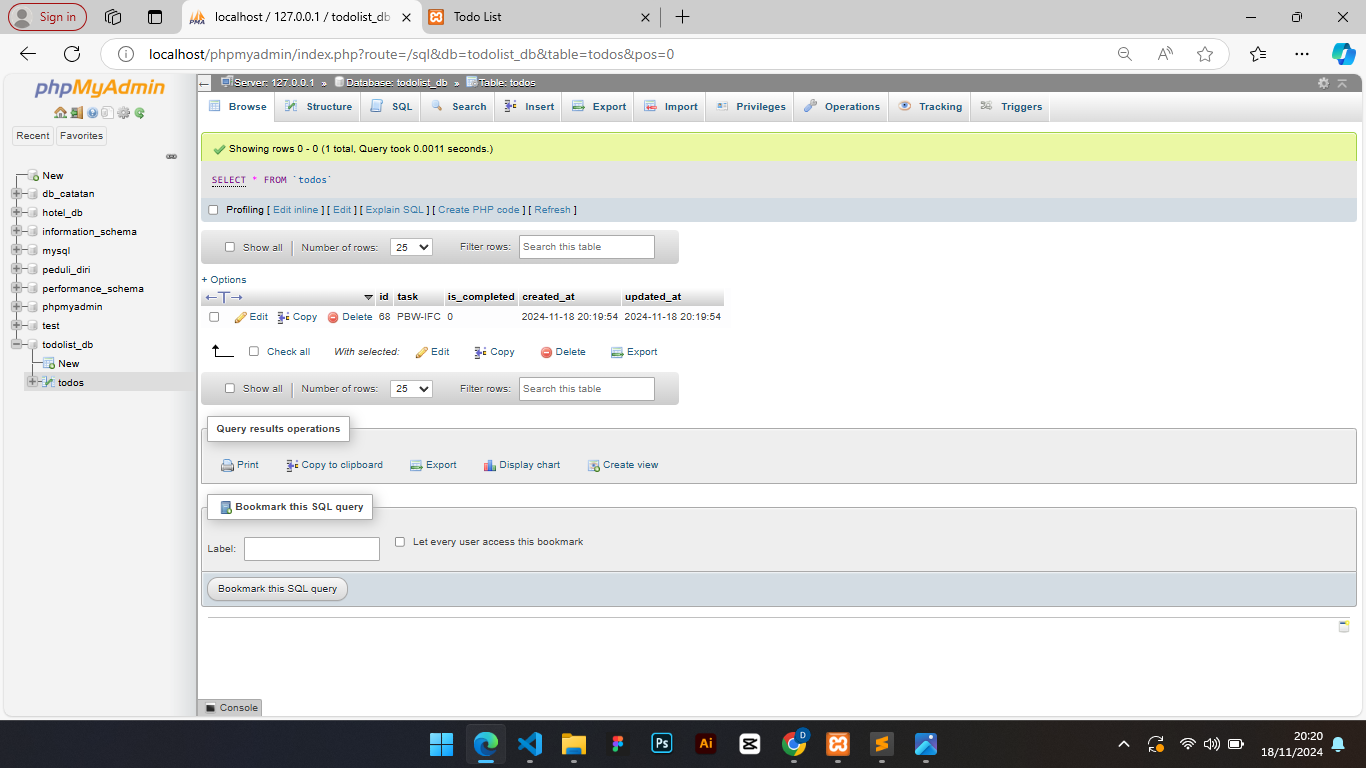 Sign in
localhost / 127.0.0.1 / todolist_db
Todo List
localhost/phpmyadmin/index.php?route=/sql&db=todolist_db&table=todos&pos=0
phpMyAdmin
Recent Favorites
New
db_catatan
hotel_db
information_schema
mysql
peduli_diri
performance_schema
phpmyadmin
test
todolist_db
New
todos
Server: 127.0.0.1 » Database: todolist_db » Table: todos
Browse Structure SQL Search Insert Export Import Privileges Operations Tracking Triggers
Showing rows 0 - 0 (1 total, Query took 0.0011 seconds.)
SELECT * FROM `todos`
Profiling [ Edit inline ] [ Edit ] [ Explain SQL ] [ Create PHP code ] [ Refresh ]
Show all Number of rows: 25 Filter rows: Search this table
+ Options
id task is_completed created_at updated_at
Edit Copy Delete 68 PBW-IFC 0 2024-11-18 20:19:54 2024-11-18 20:19:54
Check all With selected: Edit Copy Delete Export
Show all Number of rows: 25 Filter rows: Search this table
Query results operations
Print Copy to clipboard Export Display chart Create view
Bookmark this SQL query
Label: Let every user access this bookmark
Bookmark this SQL query
Console
Ps
Ai
D
20:20
18/11/2024